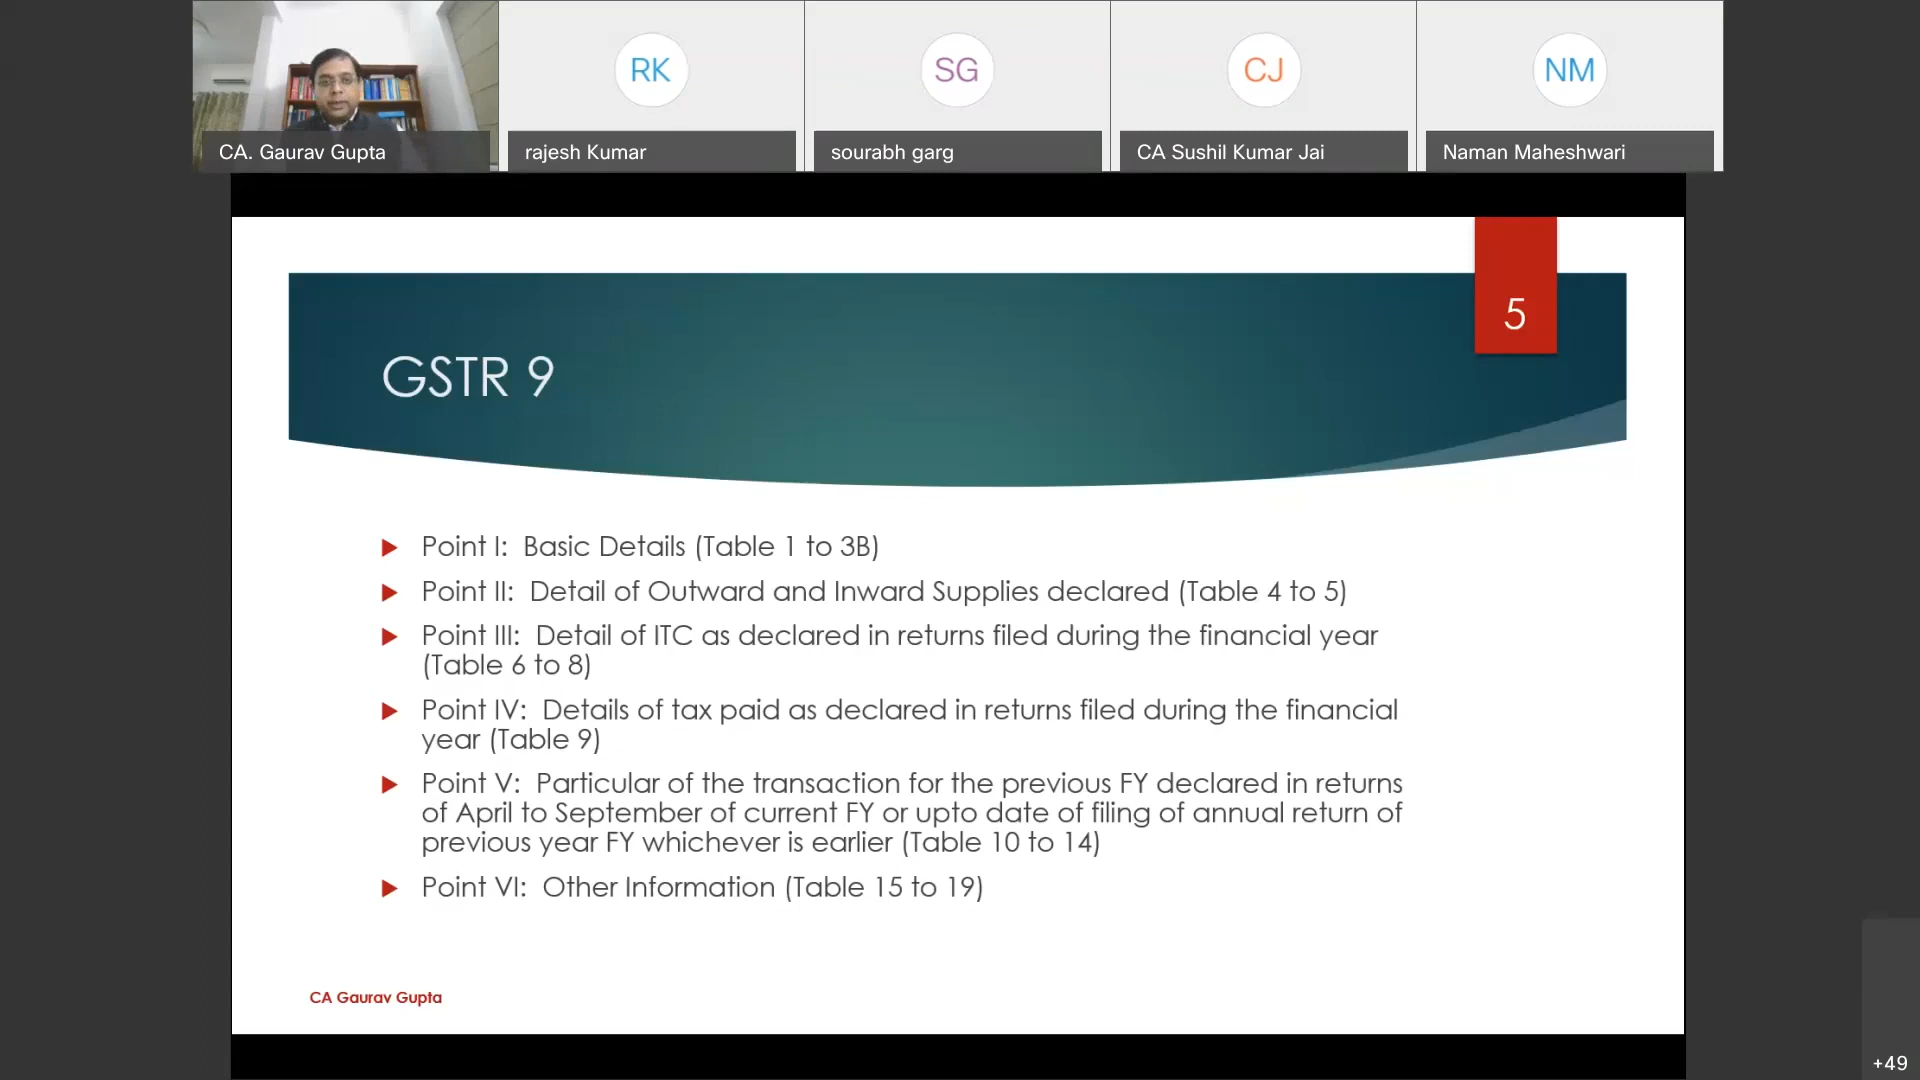 RK
SG
CJ
NM
CA. Gaurav Gupta
rajesh Kumar
sourabh garg
CA Sushil Kumar Jai
Naman Maheshwari
5
GSTR 9
Point I:  Basic Details (Table 1 to 3B)
Point II:  Detail of Outward and Inward Supplies declared (Table 4 to 5)
Point III:  Detail of ITC as declared in returns filed during the financial year
(Table 6 to 8)
Point IV:  Details of tax paid as declared in returns filed during the financial
year (Table 9)
Point V:  Particular of the transaction for the previous FY declared in returns
of April to September of current FY or upto date of filing of annual return of
previous year FY whichever is earlier (Table 10 to 14)
Point VI:  Other Information (Table 15 to 19)
CA Gaurav Gupta
+49